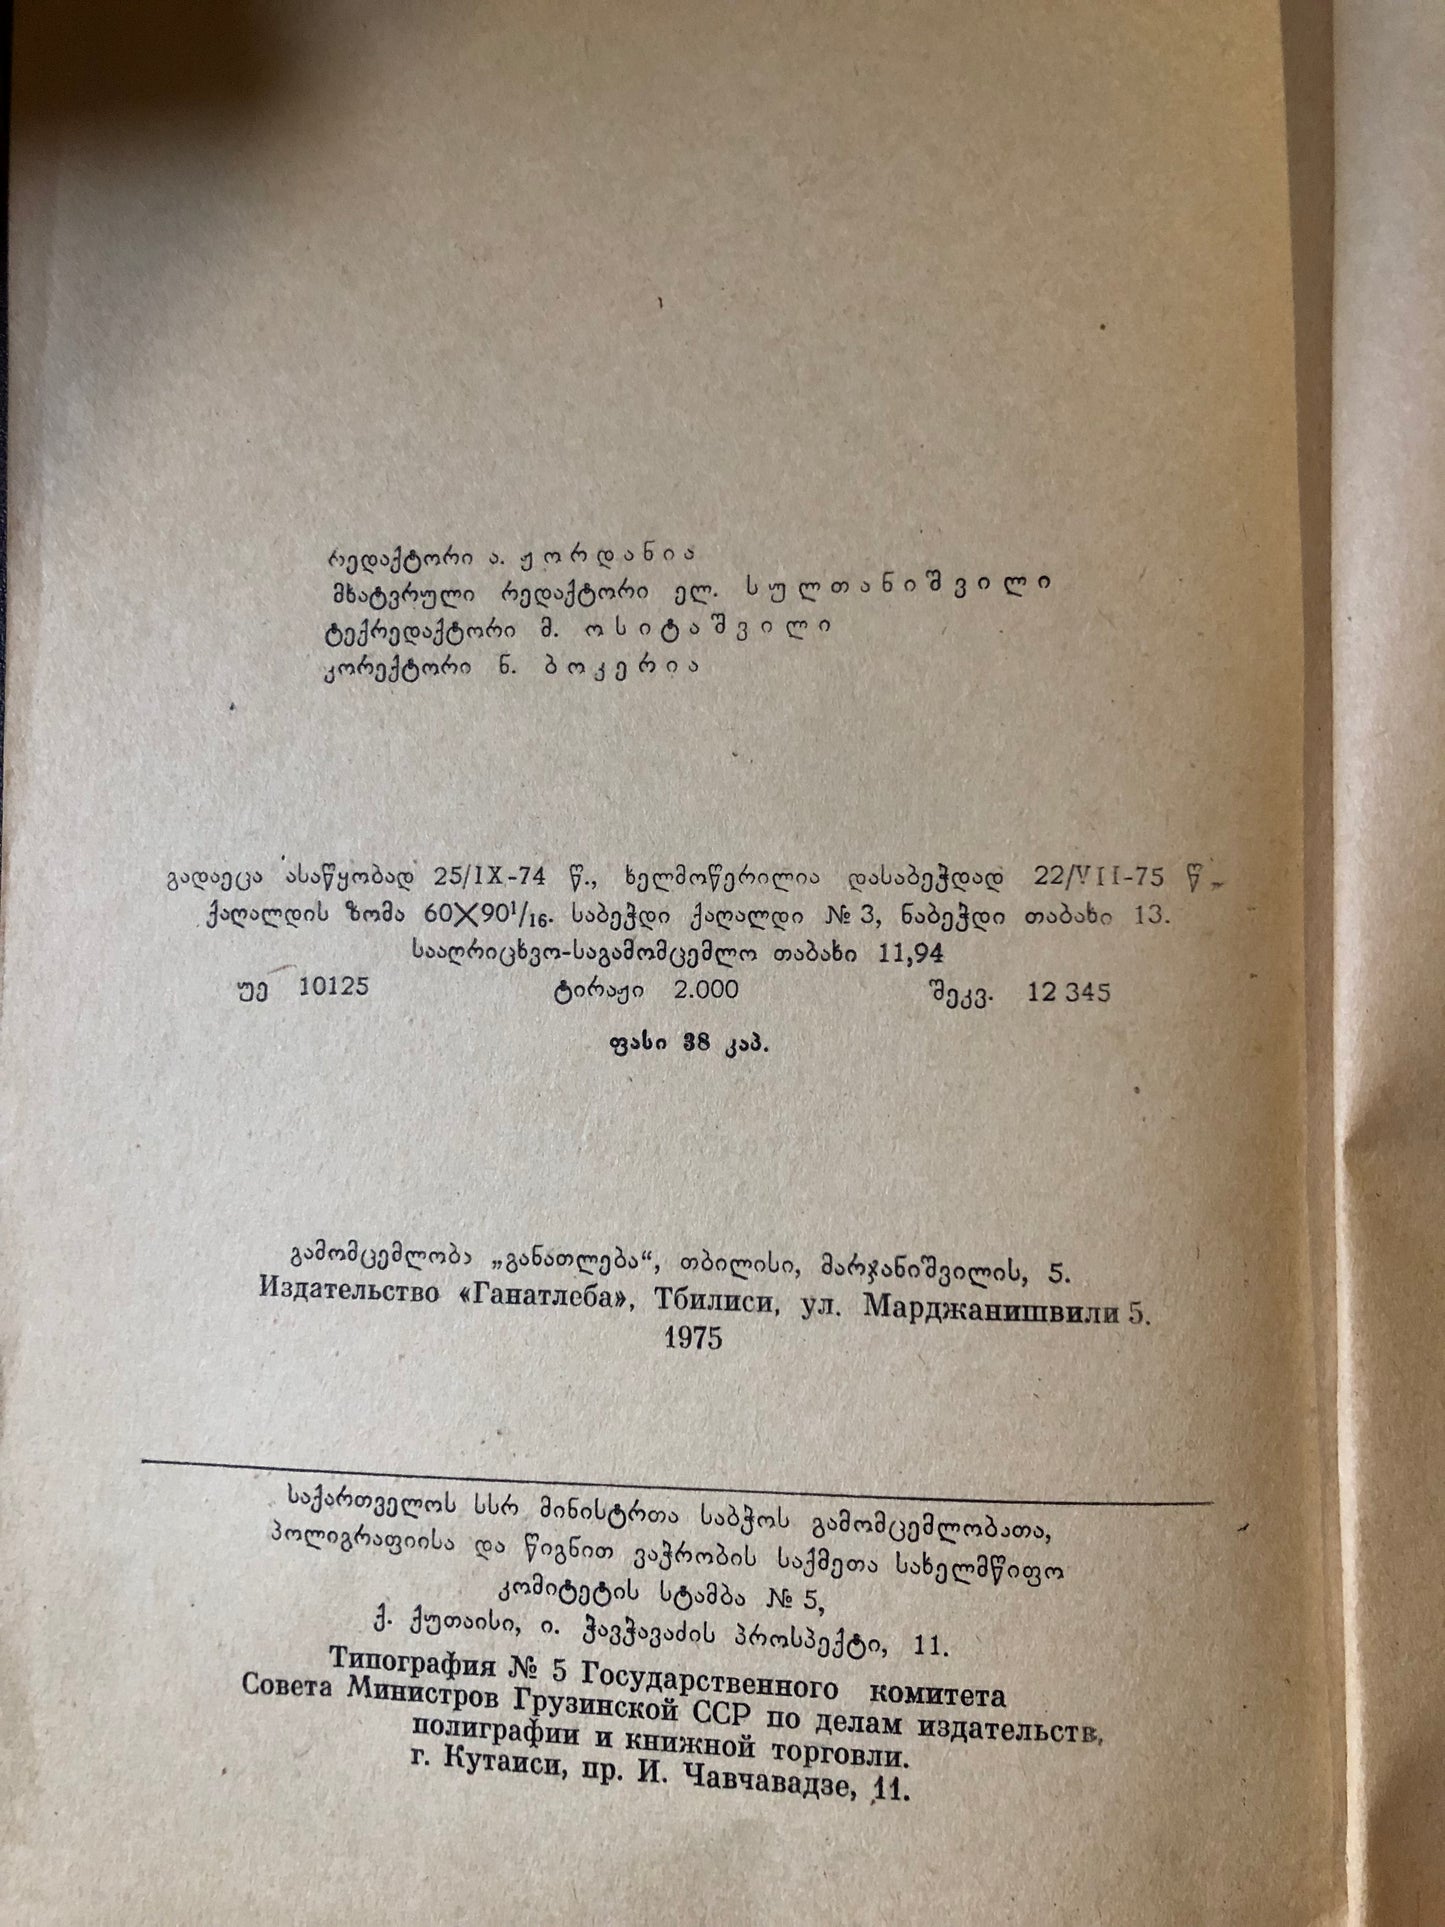 რედაქტორი ა. ჟორდანია
მხატვრული რედაქტორი ელ. სულთანიშვილი
ტექრედაქტორი მ. ოსიტაშვილი
კორექტორი ნ. ბოკერია
გადაეცა ასაწყობად 25/IX-74 წ., ხელმოწერილია დასაბეჭდად 22/VII-75 წ.
ქაღალდის ზომა 60X90¹/₁₆. საბეჭდი ქაღალდი № 3, ნაბეჭდი თაბახი 13.
სააღრიცხვო-საგამომცემლო თაბახი 11,94
უე 10125 ტირაჟი 2.000 შეკვ. 12 345
ფასი 38 კაპ.
გამომცემლობა „განათლება“, თბილისი, მარჯანიშვილის, 5.
Издательство «Ганатлеба», Тбилиси, ул. Марджанишвили 5.
1975
საქართველოს სსრ მინისტრთა საბჭოს გამომცემლობათა,
პოლიგრაფიისა და წიგნით ვაჭრობის საქმეთა სახელმწიფო
კომიტეტის სტამბა № 5,
ქ. ქუთაისი, ი. ჭავჭავაძის პროსპექტი, 11.
Типография № 5 Государственного комитета
Совета Министров Грузинской ССР по делам издательств,
полиграфии и книжной торговли.
г. Кутаиси, пр. И. Чавчавадзе, 11.